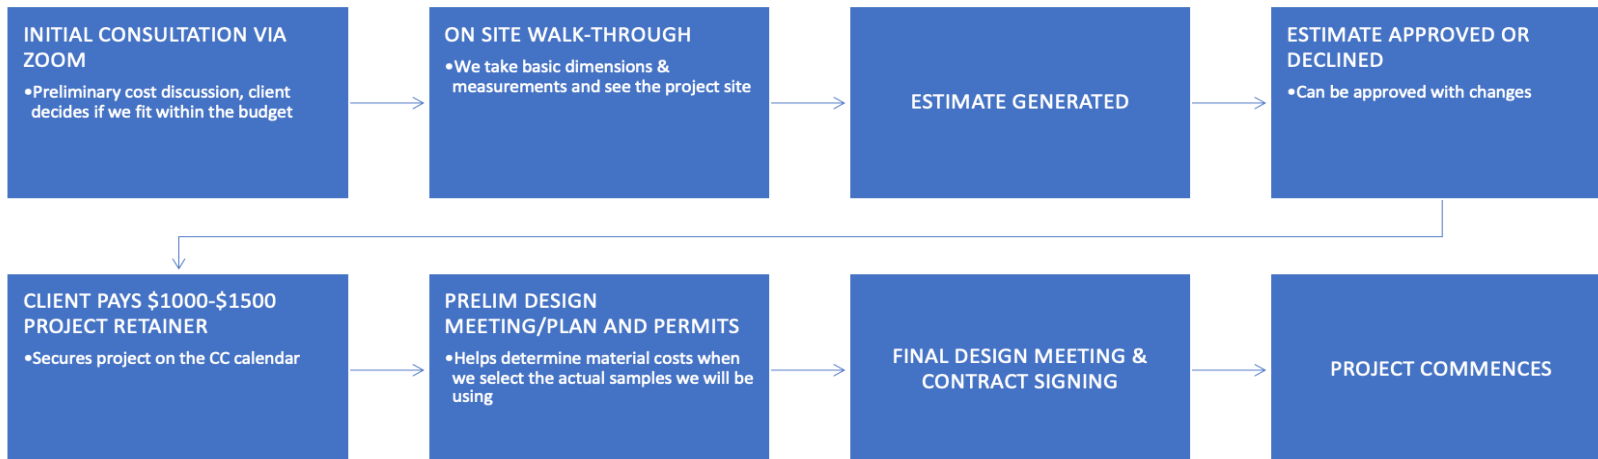 INITIAL CONSULTATION VIA
ZOOM
•Preliminary cost discussion, client
decides if we fit within the budget
ON SITE WALK-THROUGH
•We take basic dimensions &
measurements and see the project site
ESTIMATE GENERATED
ESTIMATE APPROVED OR
DECLINED
•Can be approved with changes
CLIENT PAYS $1000-$1500
PROJECT RETAINER
•Secures project on the CC calendar
PRELIM DESIGN
MEETING/PLAN AND PERMITS
•Helps determine material costs when
we select the actual samples we will be
using
FINAL DESIGN MEETING &
CONTRACT SIGNING
PROJECT COMMENCES